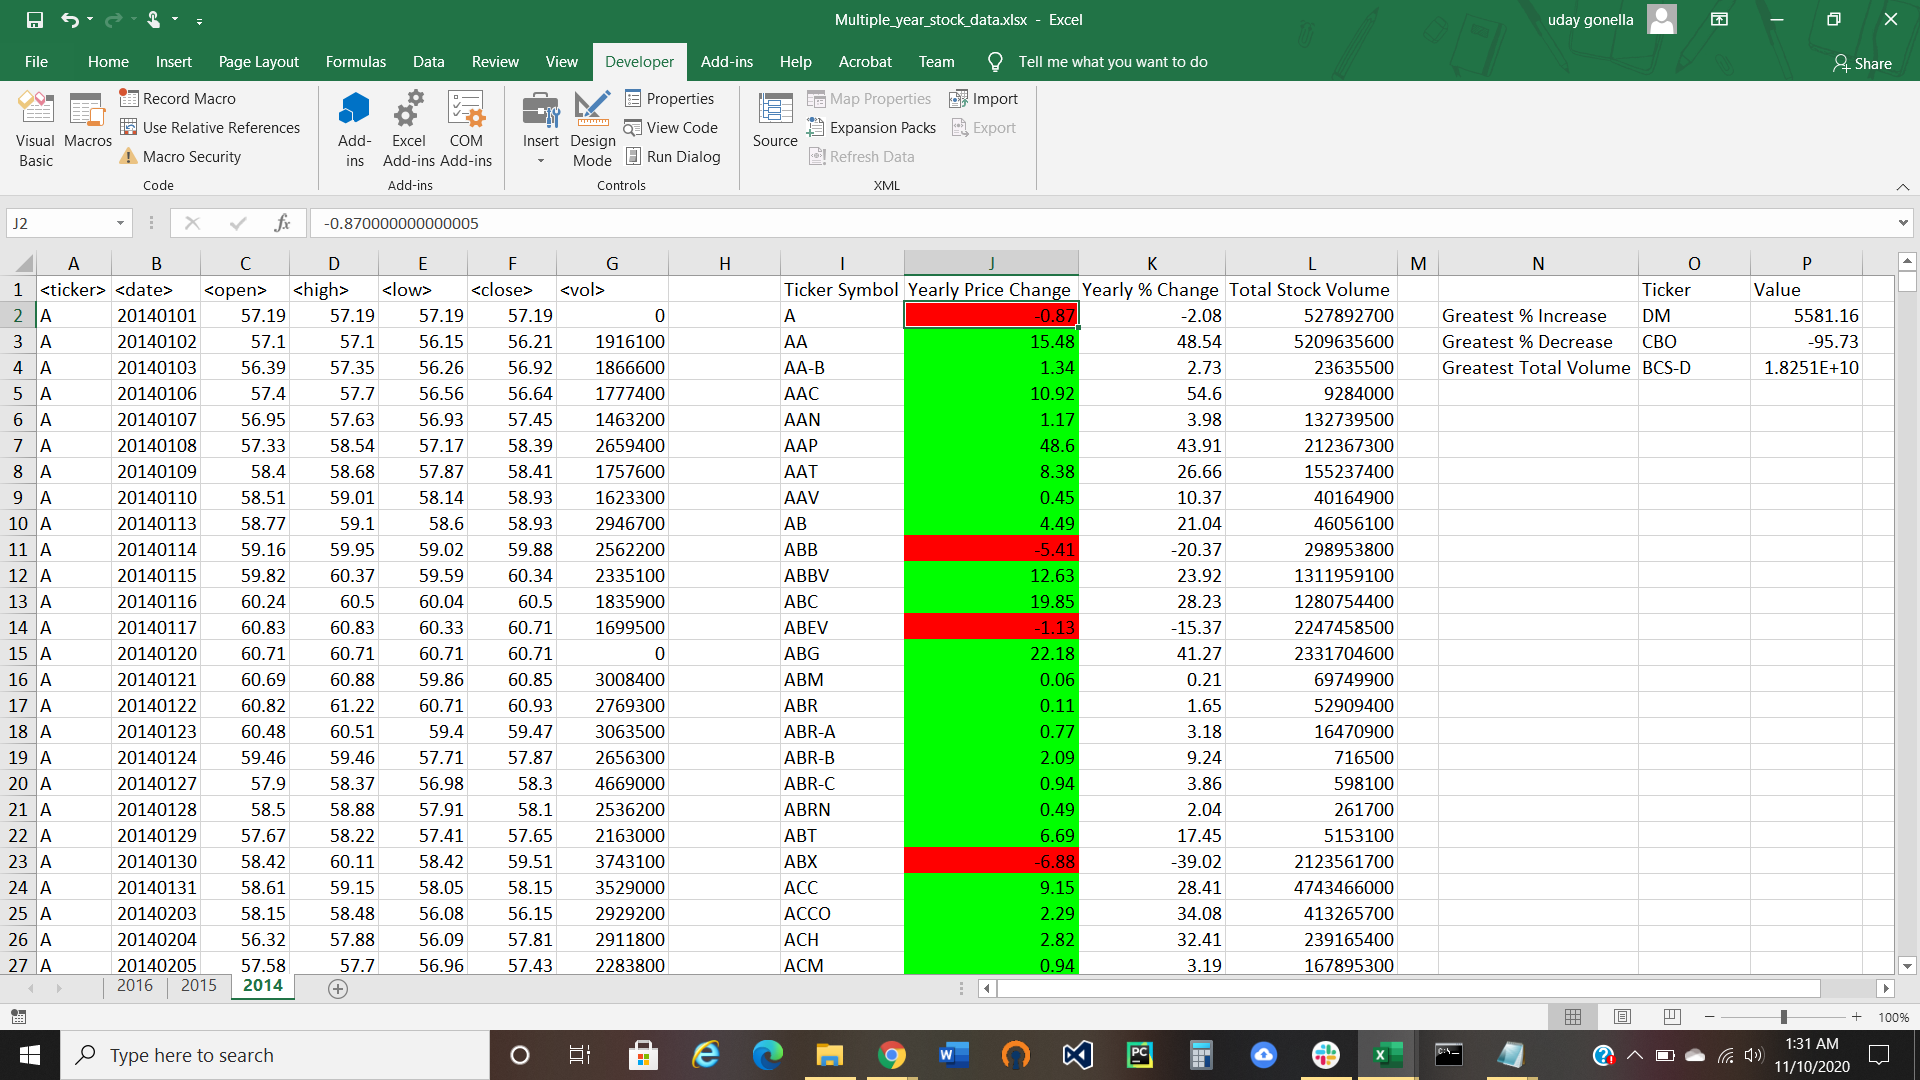 Multiple_year_stock_data.xlsx - Excel
uday gonella
File Home Insert Page Layout Formulas Data Review View Developer Add-ins Help Acrobat Team Tell me what you want to do Share
Visual Basic
Macros
Record Macro
Use Relative References
Macro Security
Code
Add-ins
Excel Add-ins
COM Add-ins
Add-ins
Insert
Design Mode
Properties
View Code
Run Dialog
Controls
Source
Map Properties
Expansion Packs
Refresh Data
Import
Export
XML
J2 fx -0.870000000000005
A B C D E F G H I J K L M N O P
1 <ticker> <date> <open> <high> <low> <close> <vol> Ticker Symbol Yearly Price Change Yearly % Change Total Stock Volume Ticker Value
2 A 20140101 57.19 57.19 57.19 57.19 0 A -0.87 -2.08 527892700 Greatest % Increase DM 5581.16
3 A 20140102 57.1 57.1 56.15 56.21 1916100 AA 15.48 48.54 5209635600 Greatest % Decrease CBO -95.73
4 A 20140103 56.39 57.35 56.26 56.92 1866600 AA-B 1.34 2.73 23635500 Greatest Total Volume BCS-D 1.8251E+10
5 A 20140106 57.4 57.7 56.56 56.64 1777400 AAC 10.92 54.6 9284000
6 A 20140107 56.95 57.63 56.93 57.45 1463200 AAN 1.17 3.98 132739500
7 A 20140108 57.33 58.54 57.17 58.39 2659400 AAP 48.6 43.91 212367300
8 A 20140109 58.4 58.68 57.87 58.41 1757600 AAT 8.38 26.66 155237400
9 A 20140110 58.51 59.01 58.14 58.93 1623300 AAV 0.45 10.37 40164900
10 A 20140113 58.77 59.1 58.6 58.93 2946700 AB 4.49 21.04 46056100
11 A 20140114 59.16 59.95 59.02 59.88 2562200 ABB -5.41 -20.37 298953800
12 A 20140115 59.82 60.37 59.59 60.34 2335100 ABBV 12.63 23.92 1311959100
13 A 20140116 60.24 60.5 60.04 60.5 1835900 ABC 19.85 28.23 1280754400
14 A 20140117 60.83 60.83 60.33 60.71 1699500 ABEV -1.13 -15.37 2247458500
15 A 20140120 60.71 60.71 60.71 60.71 0 ABG 22.18 41.27 2331704600
16 A 20140121 60.69 60.88 59.86 60.85 3008400 ABM 0.06 0.21 69749900
17 A 20140122 60.82 61.22 60.71 60.93 2769300 ABR 0.11 1.65 52909400
18 A 20140123 60.48 60.51 59.4 59.47 3063500 ABR-A 0.77 3.18 16470900
19 A 20140124 59.46 59.46 57.71 57.87 2656300 ABR-B 2.09 9.24 716500
20 A 20140127 57.9 58.37 56.98 58.3 4669000 ABR-C 0.94 3.86 598100
21 A 20140128 58.5 58.88 57.91 58.1 2536200 ABRN 0.49 2.04 261700
22 A 20140129 57.67 58.22 57.41 57.65 2163000 ABT 6.69 17.45 5153100
23 A 20140130 58.42 60.11 58.42 59.51 3743100 ABX -6.88 -39.02 2123561700
24 A 20140131 58.61 59.15 58.05 58.15 3529000 ACC 9.15 28.41 4743466000
25 A 20140203 58.15 58.48 56.08 56.15 2929200 ACCO 2.29 34.08 413265700
26 A 20140204 56.32 57.88 56.09 57.81 2911800 ACH 2.82 32.41 239165400
27 A 20140205 57.58 57.7 56.96 57.43 2283800 ACM 0.94 3.19 167895300
2016 2015 2014
100%
Type here to search
1:31 AM
11/10/2020